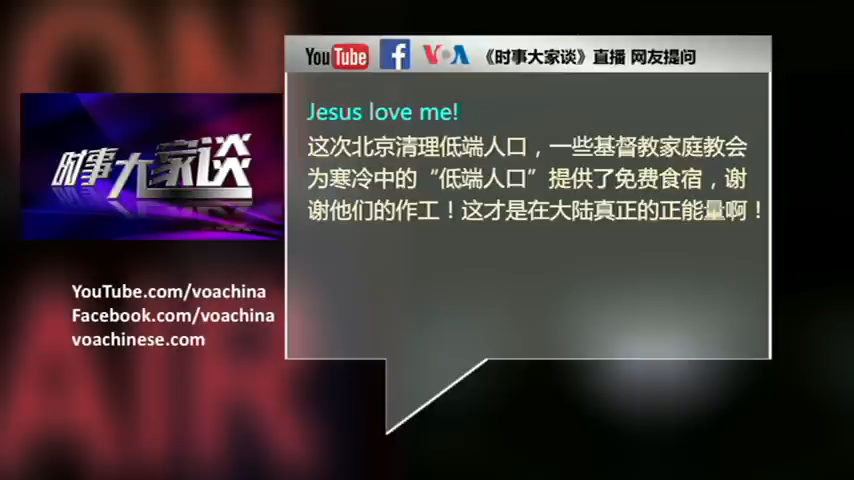 ON
AIR
YouTube f VOA 《时事大家谈》直播 网友提问
时事大家谈
Jesus love me!
这次北京清理低端人口，一些基督教家庭教会
为寒冷中的“低端人口”提供了免费食宿，谢
谢他们的作工！这才是在大陆真正的正能量啊！
YouTube.com/voachina
Facebook.com/voachina
voachinese.com